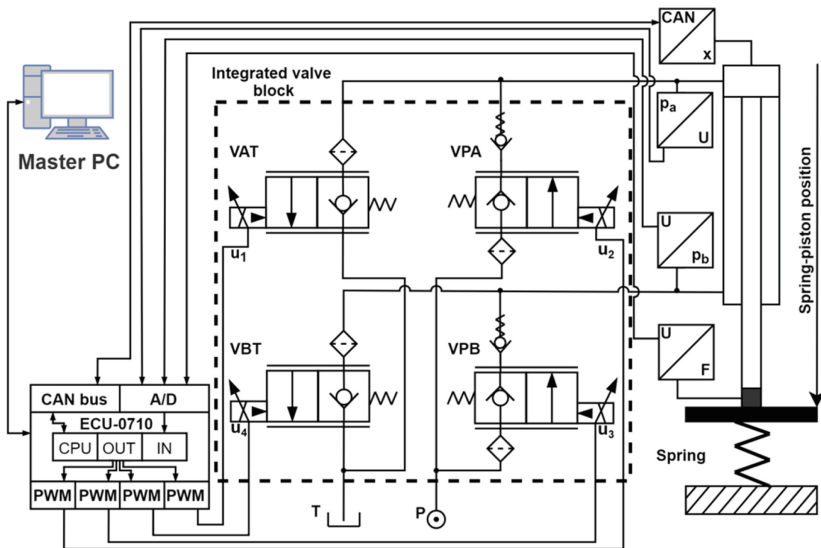 CAN
x
Integrated valve
block
Master PC
pa
U
VAT
VPA
u1
u2
U
pb
Spring-piston position
VBT
VPB
U
F
CAN bus
A/D
ECU-0710
CPU
OUT
IN
u4
u3
Spring
PWM
PWM
PWM
PWM
T
P